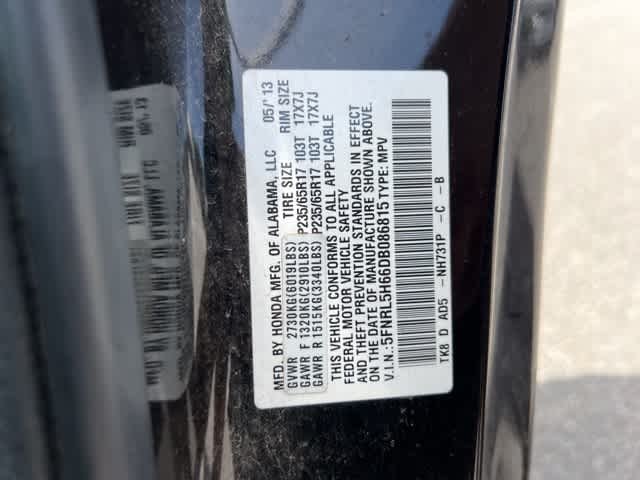 MFD. BY HONDA MFG. OF ALABAMA, LLC 05/'13
TIRE SIZE RIM SIZE
GVWR 2730KG(6019LBS)
GAWR F 1320KG(2910LBS) P235/65R17 103T 17X7J
GAWR R 1515KG(3340LBS) P235/65R17 103T 17X7J
THIS VEHICLE CONFORMS TO ALL APPLICABLE
FEDERAL MOTOR VEHICLE SAFETY
AND THEFT PREVENTION STANDARDS IN EFFECT
ON THE DATE OF MANUFACTURE SHOWN ABOVE.
V.I.N.: 5FNRL5H66DB086815 TYPE: MPV
TK8 D AD5 -NH731P -C -B